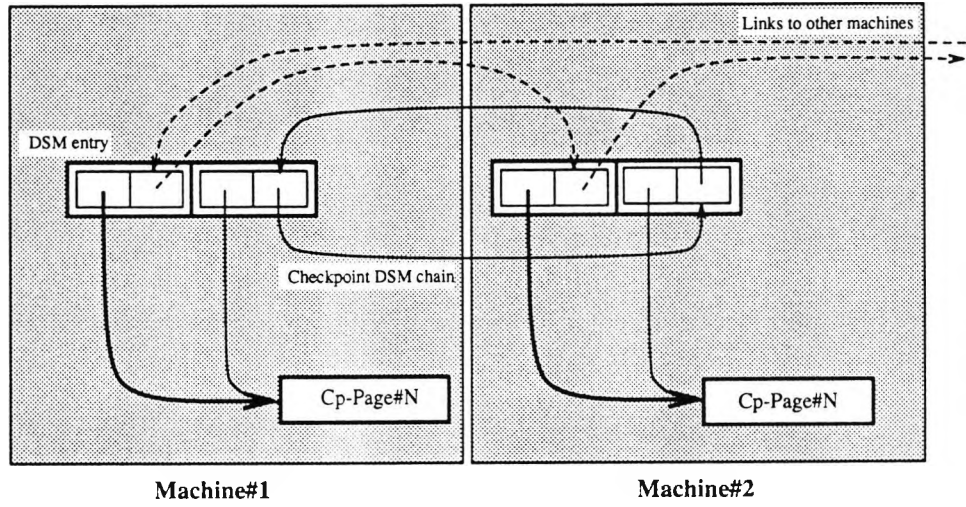 Links to other machines
DSM entry
Checkpoint DSM chain
Cp-Page#N
Cp-Page#N
Machine#1
Machine#2